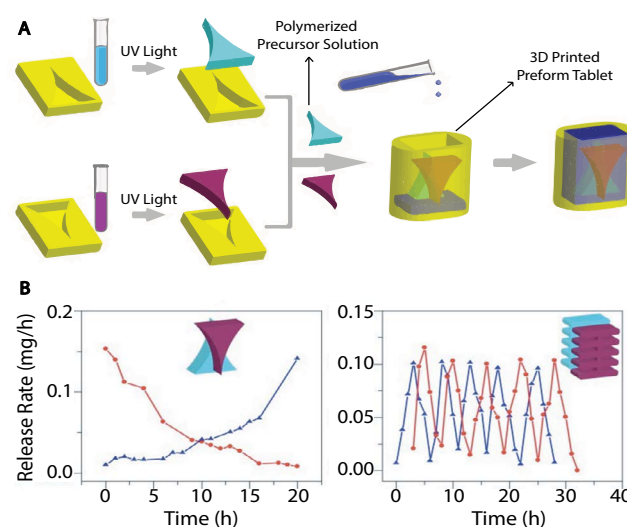 A
UV Light
Polymerized
Precursor Solution
3D Printed
Preform Tablet
UV Light
B
Release Rate (mg/h)
0.2
0.1
0.0
0
5
10
15
20
Time (h)
0.15
0.10
0.05
0.00
0
10
20
30
40
Time (h)